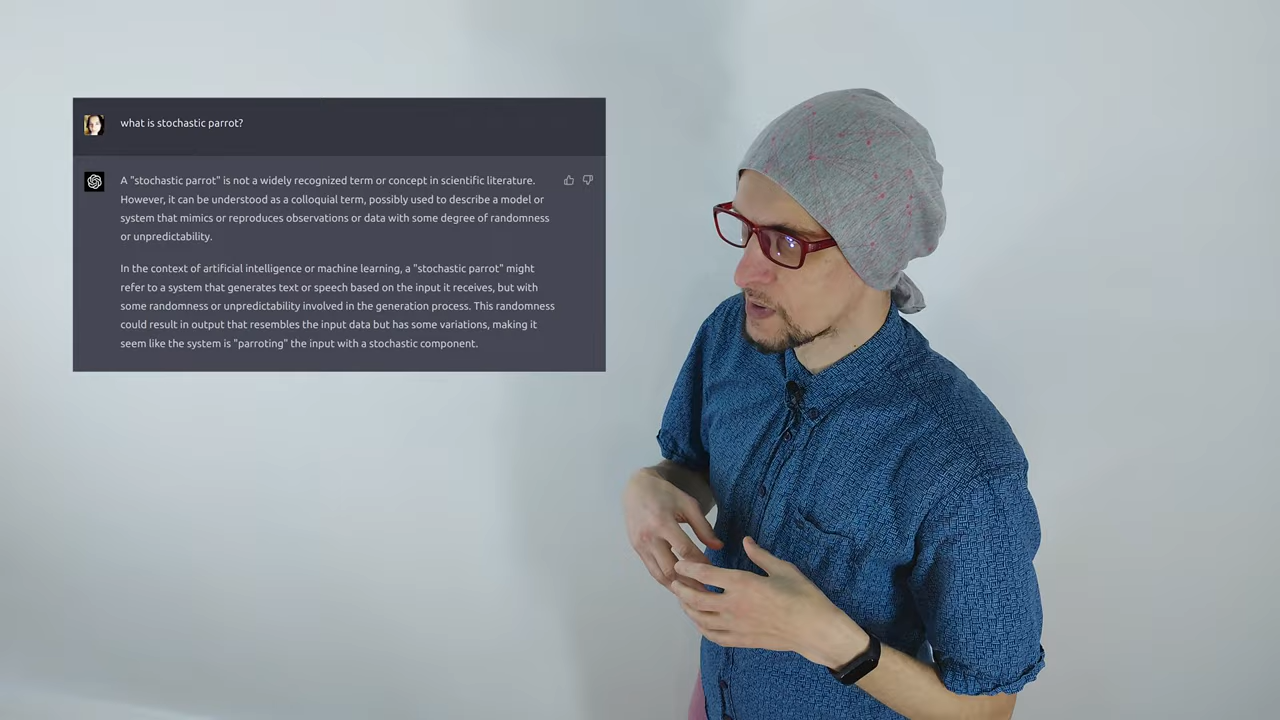 what is stochastic parrot?
A "stochastic parrot" is not a widely recognized term or concept in scientific literature.
However, it can be understood as a colloquial term, possibly used to describe a model or
system that mimics or reproduces observations or data with some degree of randomness
or unpredictability.
In the context of artificial intelligence or machine learning, a "stochastic parrot" might
refer to a system that generates text or speech based on the input it receives, but with
some randomness or unpredictability involved in the generation process. This randomness
could result in output that resembles the input data but has some variations, making it
seem like the system is "parroting" the input with a stochastic component.